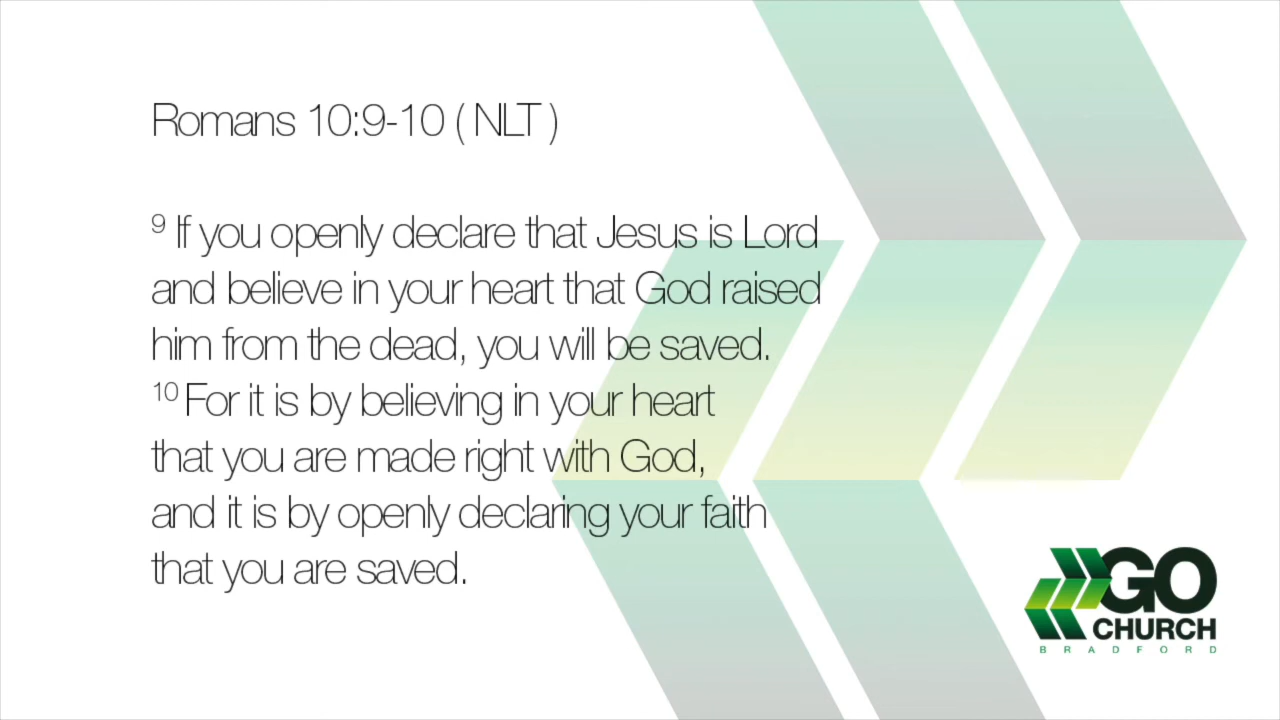 Romans 10:9-10 ( NLT )
9 If you openly declare that Jesus is Lord
and believe in your heart that God raised
him from the dead, you will be saved.
10 For it is by believing in your heart
that you are made right with God,
and it is by openly declaring your faith
that you are saved.
GO
CHURCH
BRADFORD